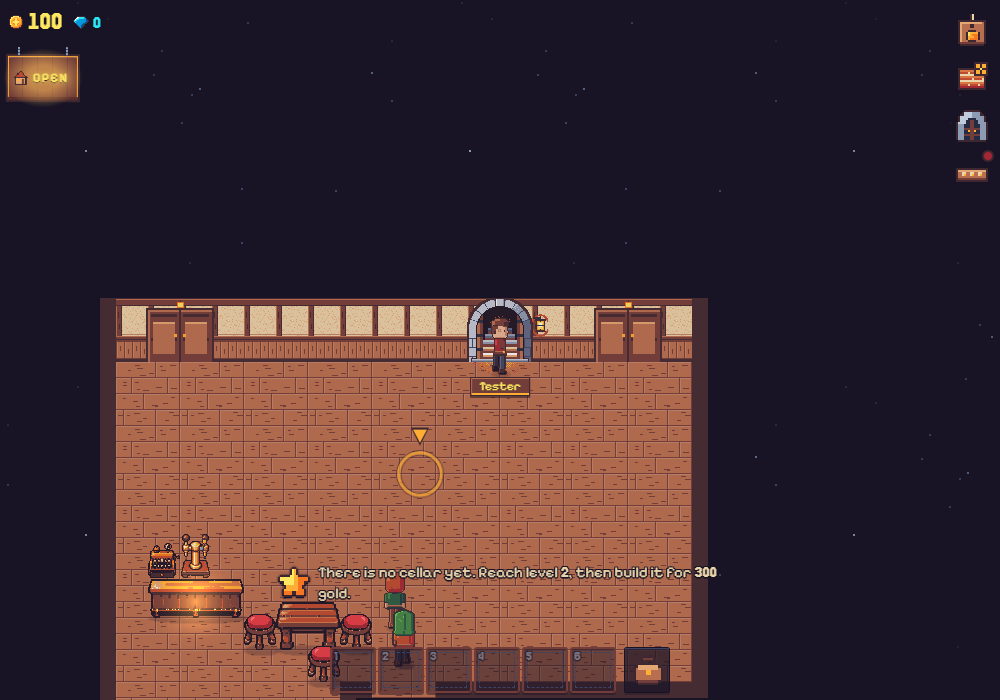 100 0
OPEN
Tester
There is no cellar yet. Reach level 2, then build it for 300
gold.
1 2 3 4 5 6